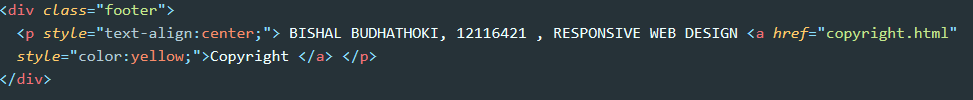 <div class="footer">
<p style="text-align:center;"> BISHAL BUDHATHOKI, 12116421 , RESPONSIVE WEB DESIGN <a href="copyright.html"
style="color:yellow;">Copyright </a> </p>
</div>